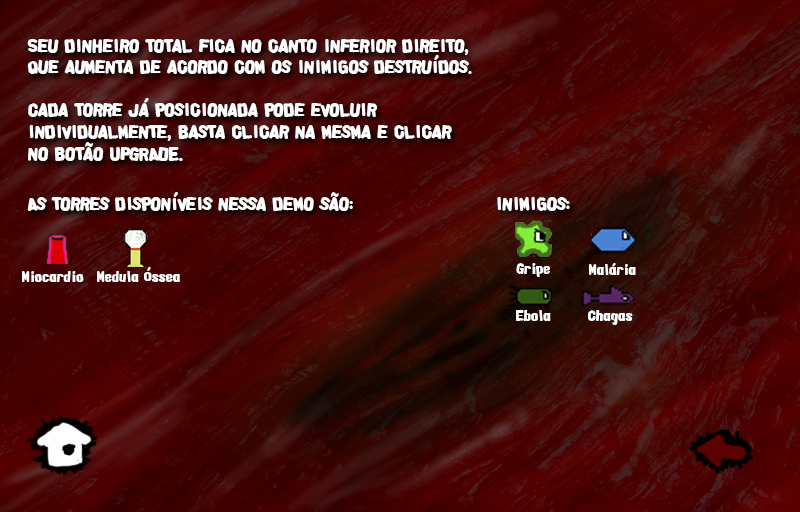 SEU DINHEIRO TOTAL FICA NO CANTO INFERIOR DIREITO,
QUE AUMENTA DE ACORDO COM OS INIMIGOS DESTRUÍDOS.
CADA TORRE JÁ POSICIONADA PODE EVOLUIR
INDIVIDUALMENTE, BASTA CLICAR NA MESMA E CLICAR
NO BOTÃO UPGRADE.
AS TORRES DISPONÍVEIS NESSA DEMO SÃO:
Miocardio Medula Óssea
INIMIGOS:
Gripe Malária
Ebola Chagas